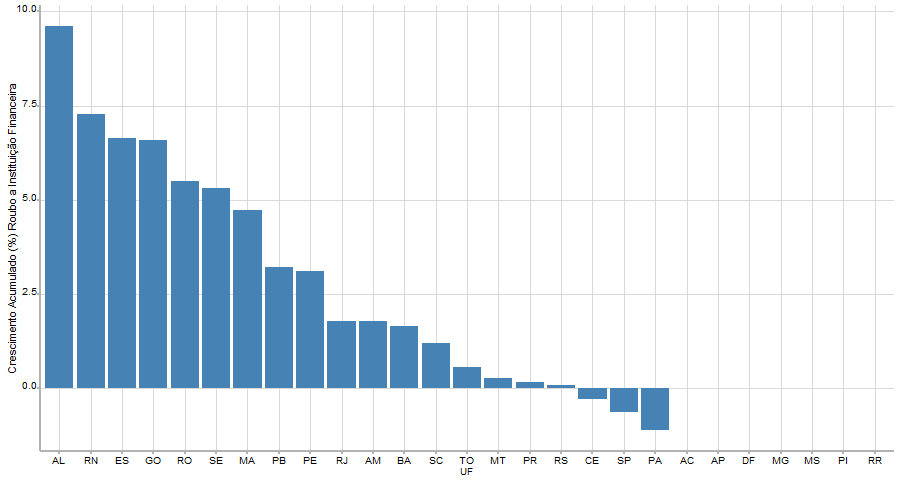 Crescimento Acumulado (%) Roubo a Instituição Financeira
10.0
7.5
5.0
2.5
0.0
AL RN ES GO RO SE MA PB PE RJ AM BA SC TO MT PR RS CE SP PA AC AP DF MG MS PI RR
UF